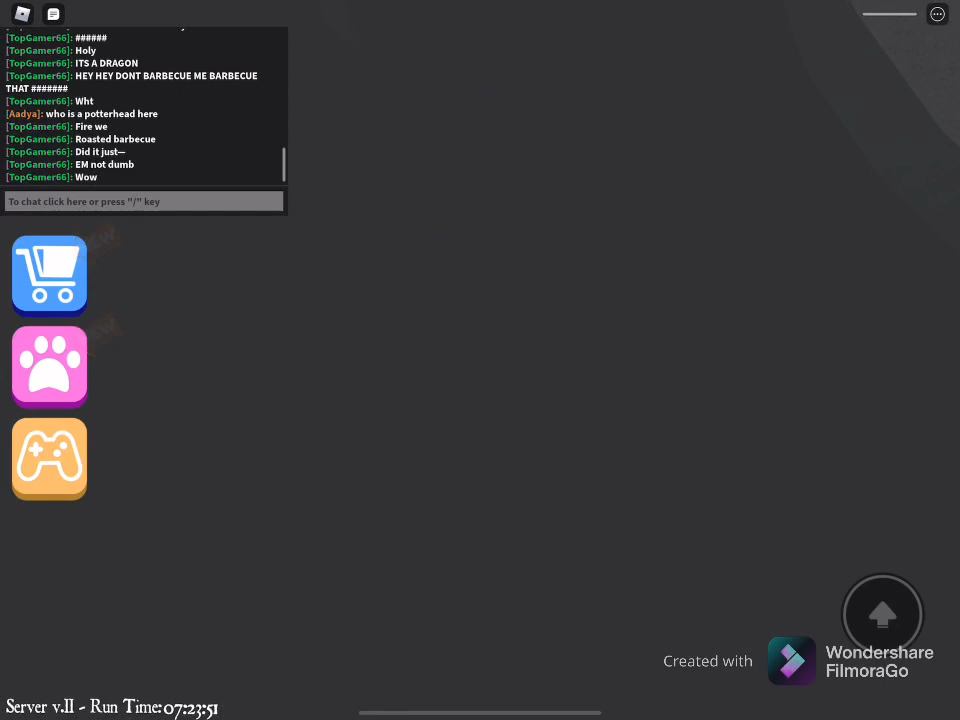 [TopGamer66]: ######
[TopGamer66]: Holy
[TopGamer66]: ITS A DRAGON
[TopGamer66]: HEY HEY DONT BARBECUE ME BARBECUE
THAT #######
[TopGamer66]: Wht
[Aadya]: who is a potterhead here
[TopGamer66]: Fire we
[TopGamer66]: Roasted barbecue
[TopGamer66]: Did it just—
[TopGamer66]: EM not dumb
[TopGamer66]: Wow
To chat click here or press "/" key
Created with
Wondershare
FilmoraGo
Server v.II - Run Time: 07:23:51